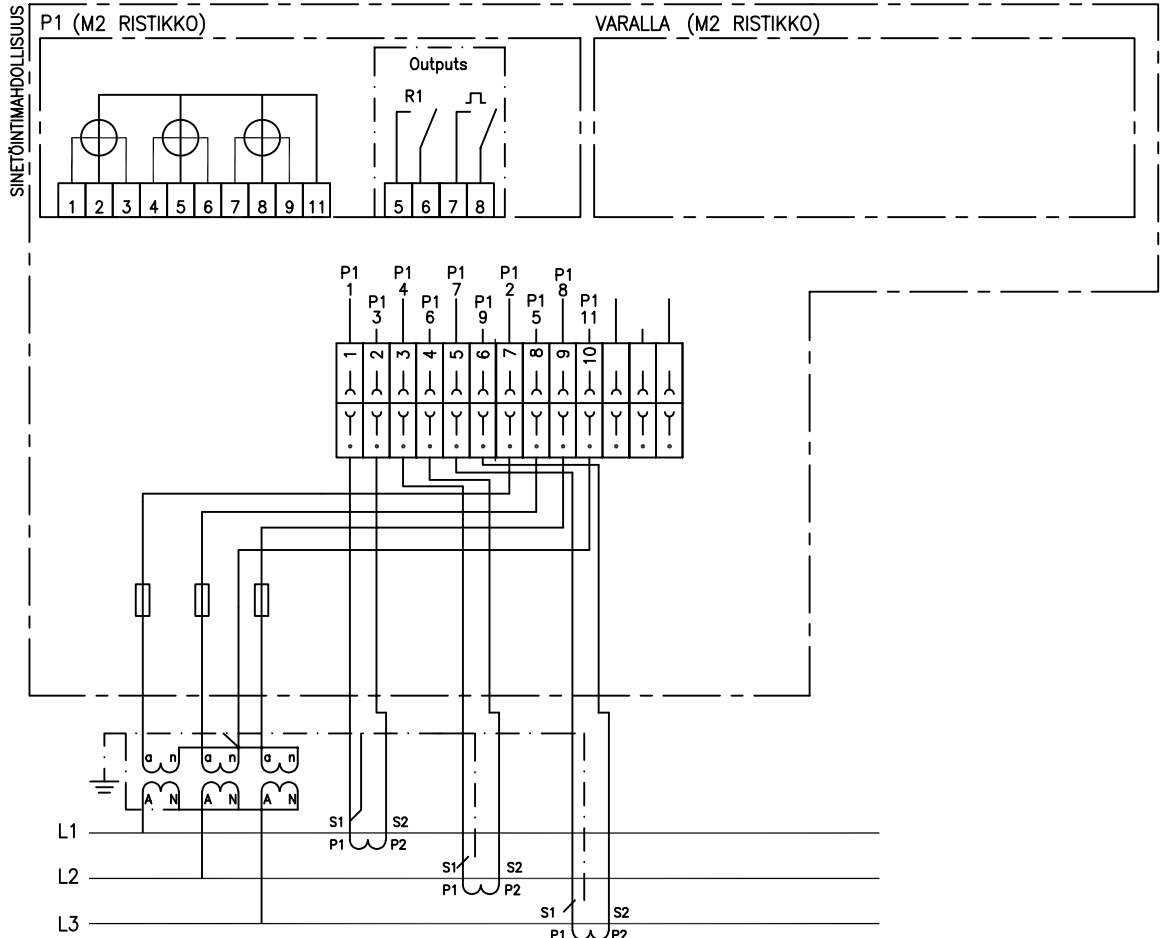 SINETÖINTIMAHDOLLISUUS
P1 (M2 RISTIKKO)
VARALLA (M2 RISTIKKO)
Outputs
R1
1 2 3 4 5 6 7 8 9 11
5 6 7 8
P1 P1 P1 P1 P1
1 4 7 2 8
P1 P1 P1 P1
3 6 9 5 11
P1
1 2 3 4 5 6 7 8 9 10
a n a n a n
A N A N A N
S1 S2
L1
P1 P2
S1 S2
L2
P1 P2
S1 S2
L3
P1 P2